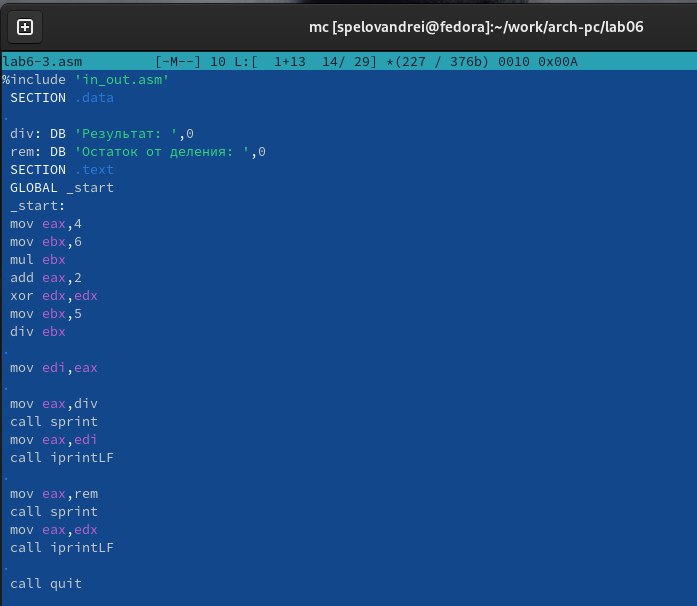 mc [spelovandrei@fedora]:~/work/arch-pc/lab06
lab6-3.asm [-M--] 10 L:[ 1+13 14/ 29] *(227 / 376b) 0010 0x00A
%include 'in_out.asm'
SECTION .data
.
div: DB 'Результат: ',0
rem: DB 'Остаток от деления: ',0
SECTION .text
GLOBAL _start
_start:
mov eax,4
mov ebx,6
mul ebx
add eax,2
xor edx,edx
mov ebx,5
div ebx
.
mov edi,eax
.
mov eax,div
call sprint
mov eax,edi
call iprintLF
.
mov eax,rem
call sprint
mov eax,edx
call iprintLF
.
call quit